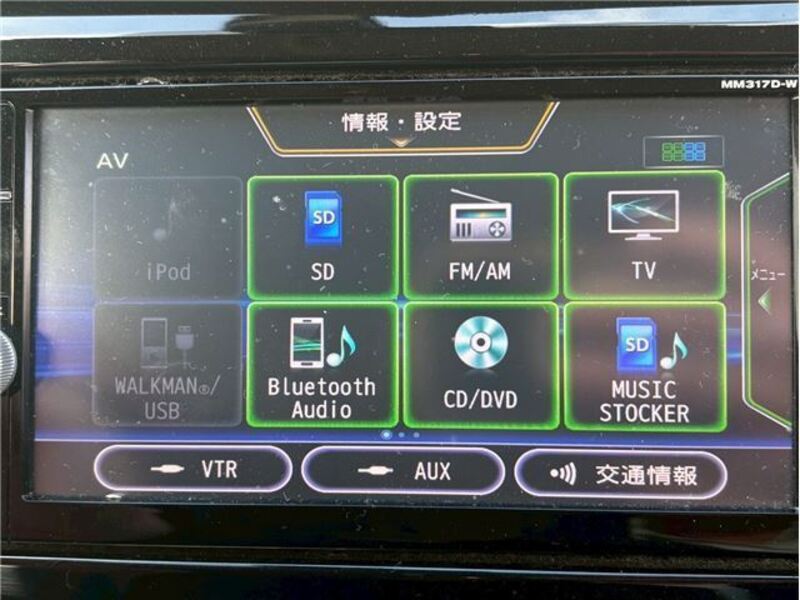 MM317D-W
情報・設定
AV
iPod
SD
SD
FM/AM
TV
メニュー
WALKMAN®/
USB
Bluetooth
Audio
CD/DVD
SD
MUSIC
STOCKER
VTR
AUX
交通情報